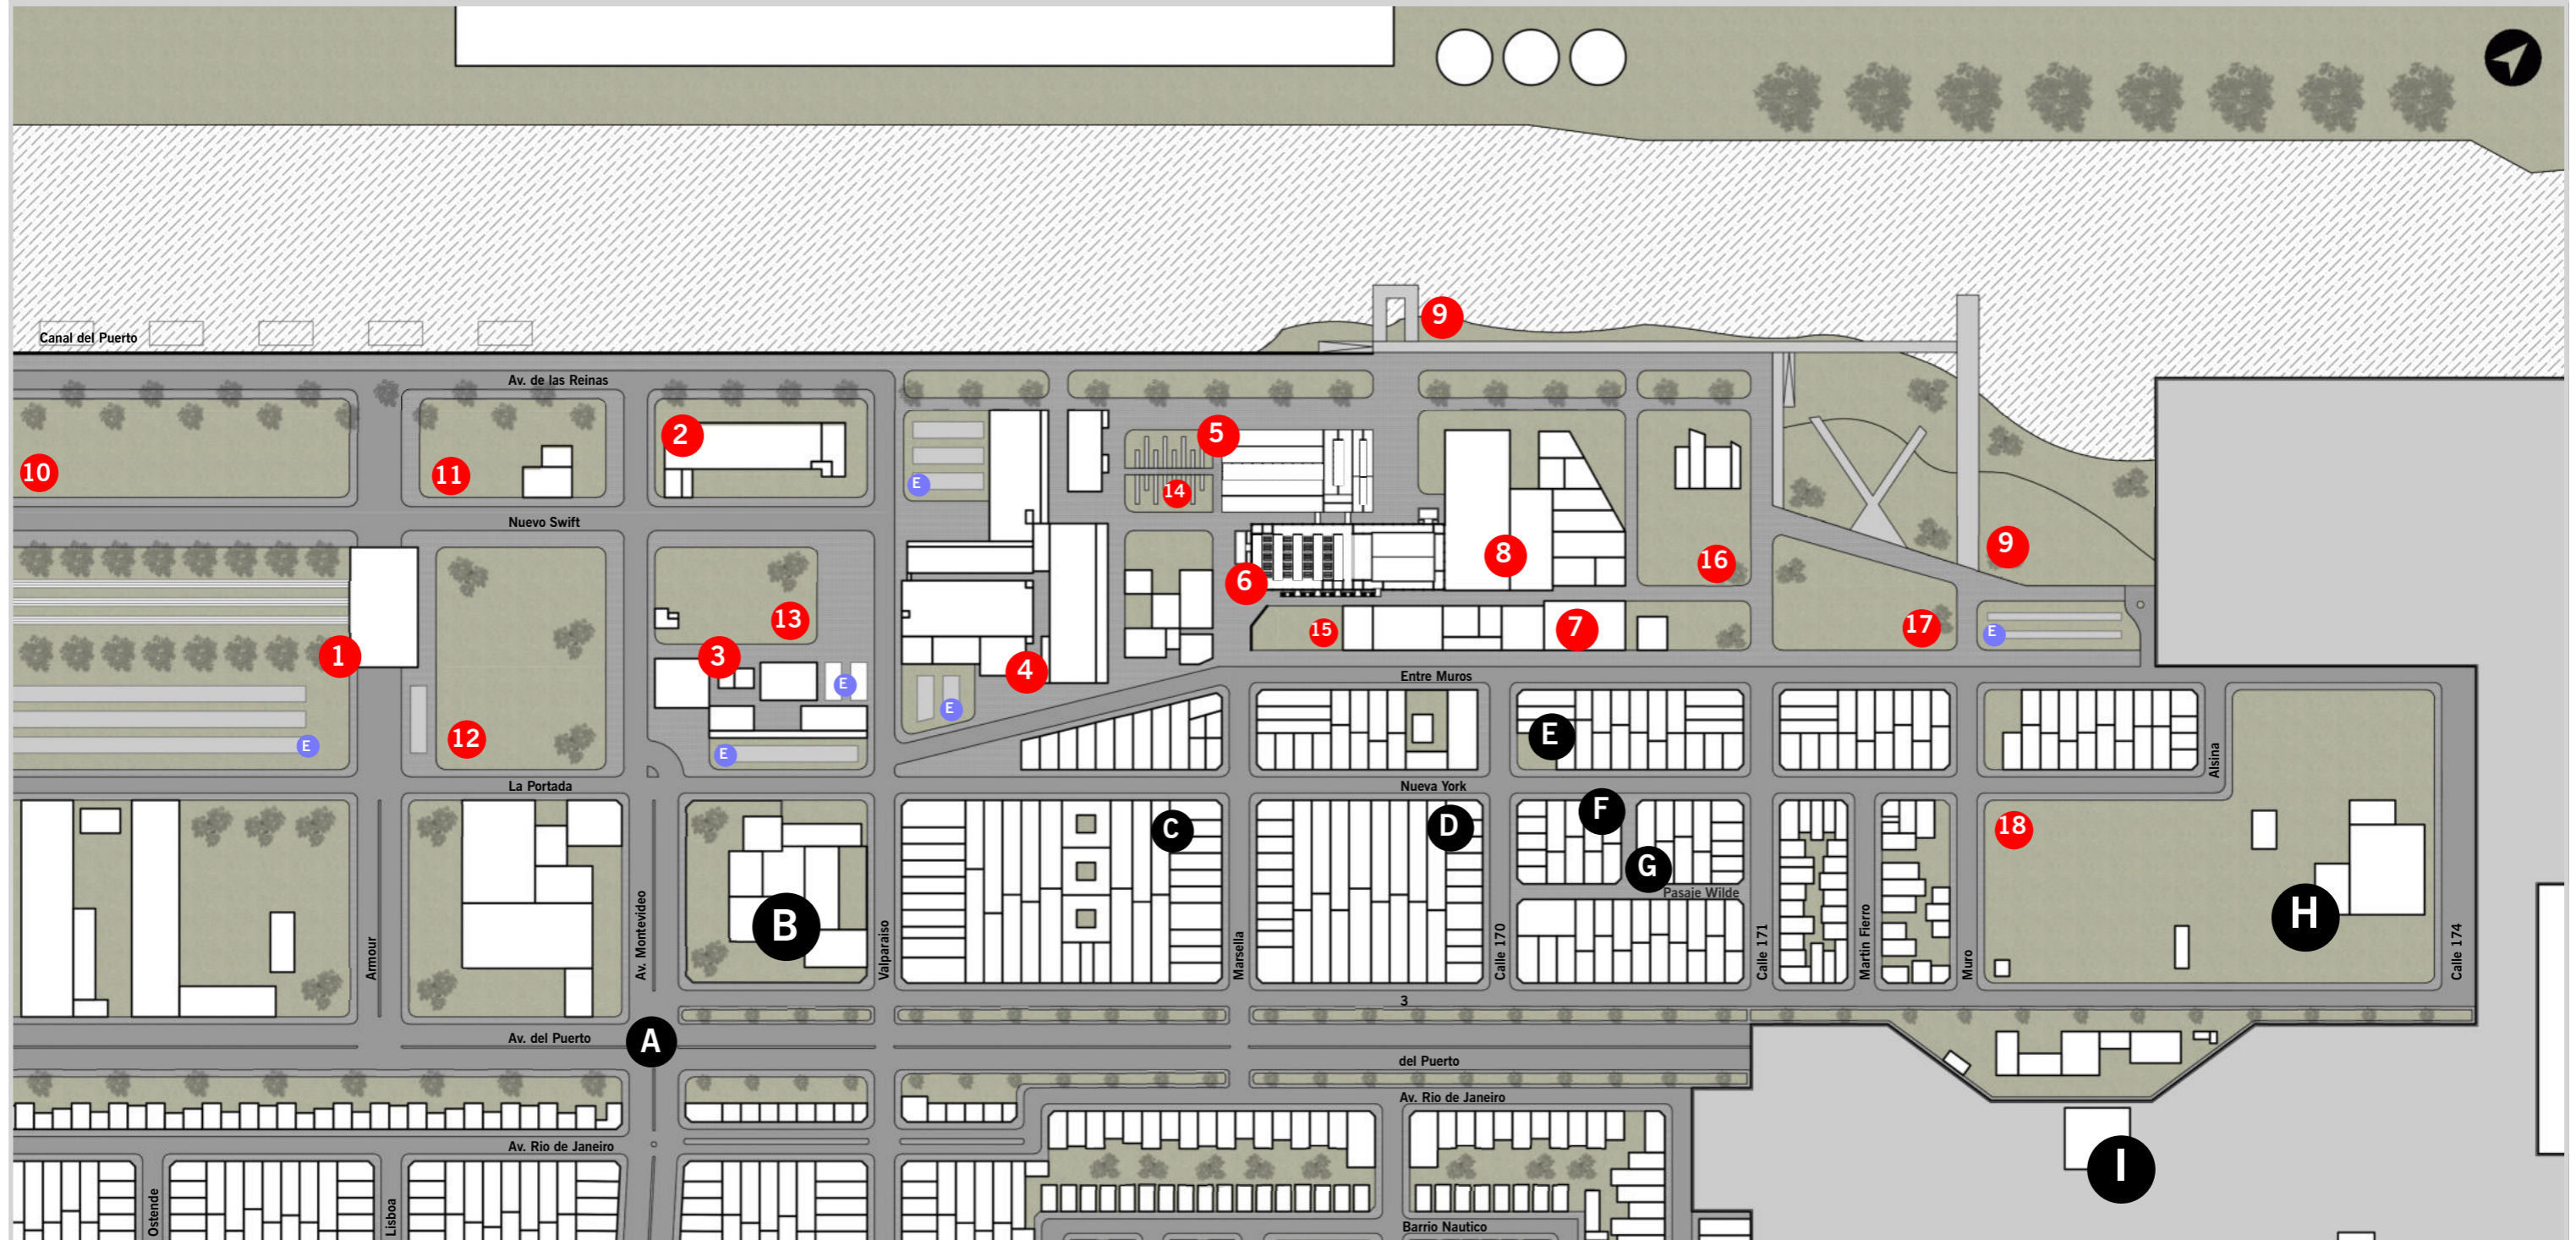 9
Canal del Puerto
Av. de las Reinas
2
5
10
11
E
14
Nuevo Swift
8
9
16
6
13
15
7
17
E
1
3
4
E
Entre Muros
E
12
E
E
E
Alsina
La Portada
Nueva York
C
D
F
18
G
Pasaje Wilde
B
H
Armour
Av. Montevideo
Valparaiso
Marsella
Calle 170
Calle 171
Martin Fierro
Muro
Calle 174
3
Av. del Puerto
A
del Puerto
Av. Rio de Janeiro
Av. Rio de Janeiro
I
Ostende
Lisboa
Barrio Nautico